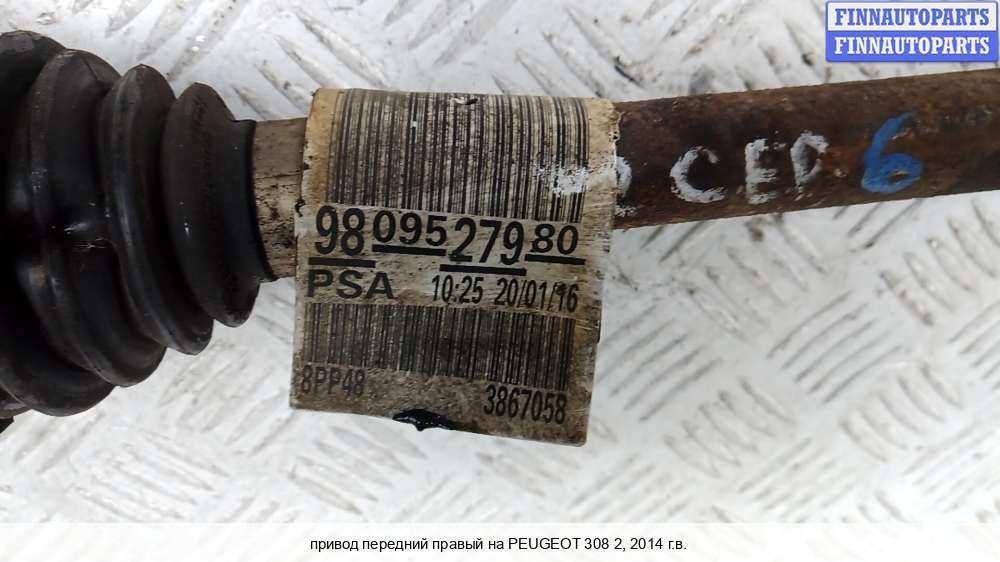 FINNAUTOPARTS
FINNAUTOPARTS
CEP 6
98 095 279 80
PSA 10:25 20/01/16
8PP48 3867058
привод передний правый на PEUGEOT 308 2, 2014 г.в.